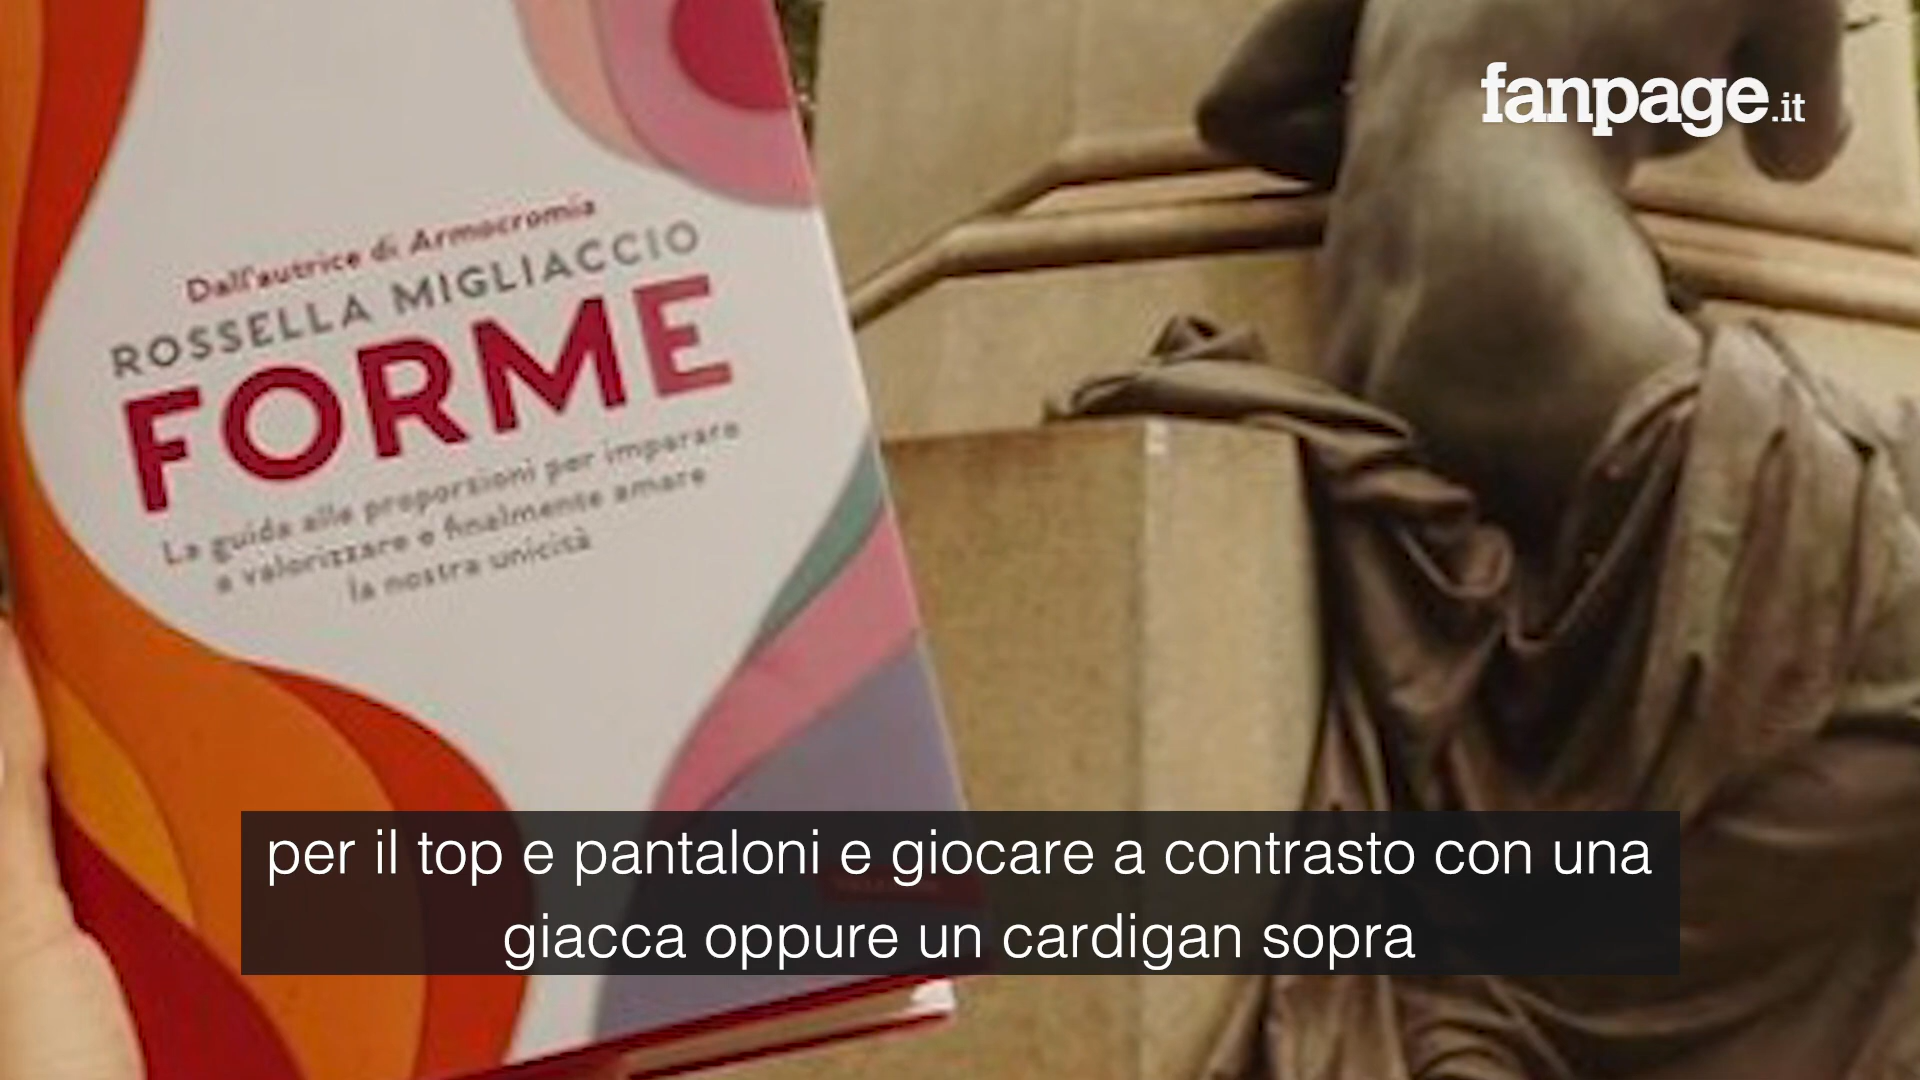 fanpage.it
Dall'autrice di Armocromia
ROSSELLA MIGLIACCIO
FORME
La guida alle proporzioni per imparare
a valorizzare e finalmente amare
la nostra unicità
per il top e pantaloni e giocare a contrasto con una
giacca oppure un cardigan sopra